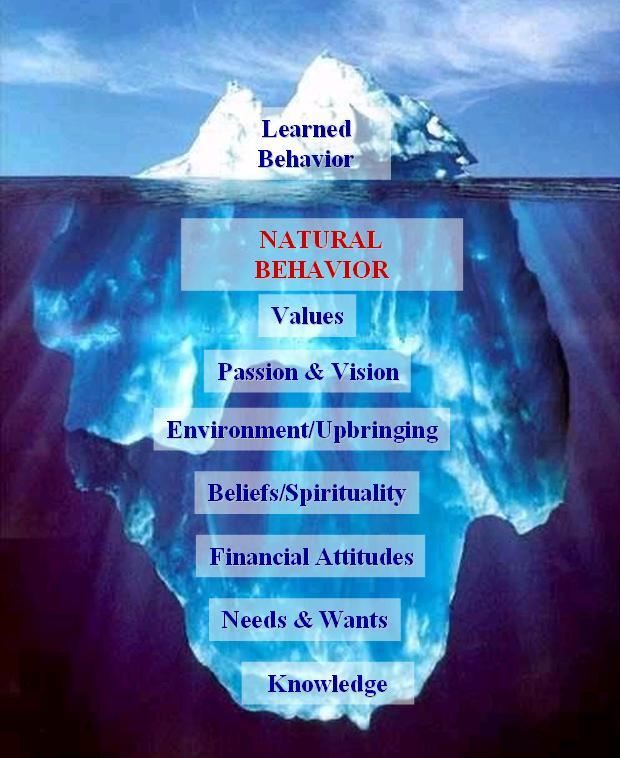 Learned
Behavior
NATURAL
BEHAVIOR
Values
Passion & Vision
Environment/Upbringing
Beliefs/Spirituality
Financial Attitudes
Needs & Wants
Knowledge